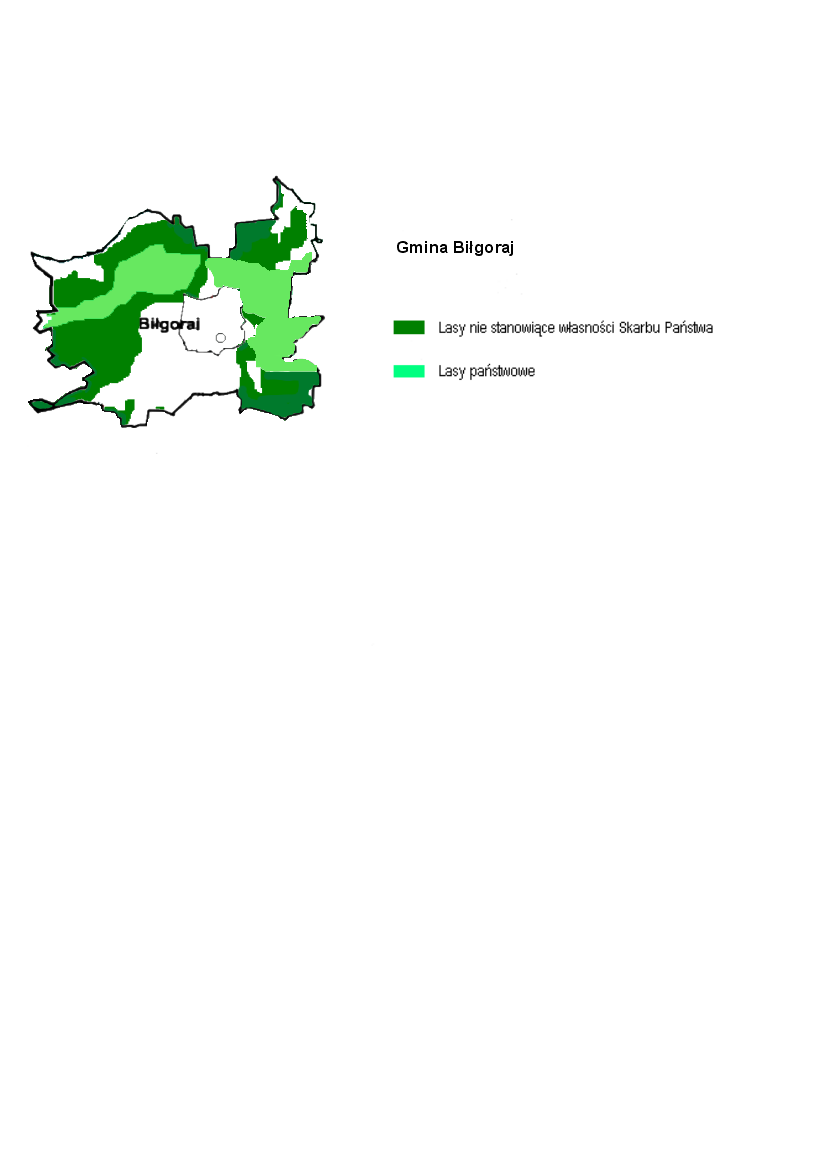 Gmina Biłgoraj
Biłgoraj
Lasy nie stanowiące własności Skarbu Państwa
Lasy państwowe